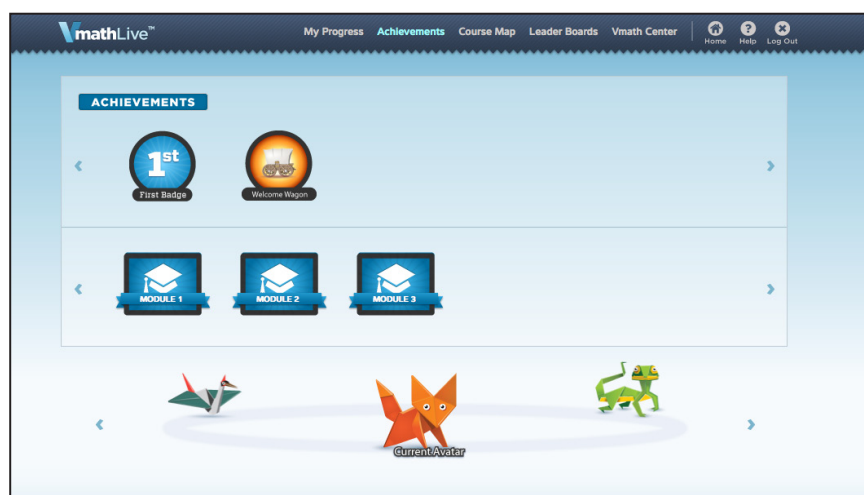 VmathLive™
My Progress Achievements Course Map Leader Boards Vmath Center
Home Help Log Out
ACHIEVEMENTS
1st
First Badge
Welcome Wagon
MODULE 1
MODULE 2
MODULE 3
Current Avatar